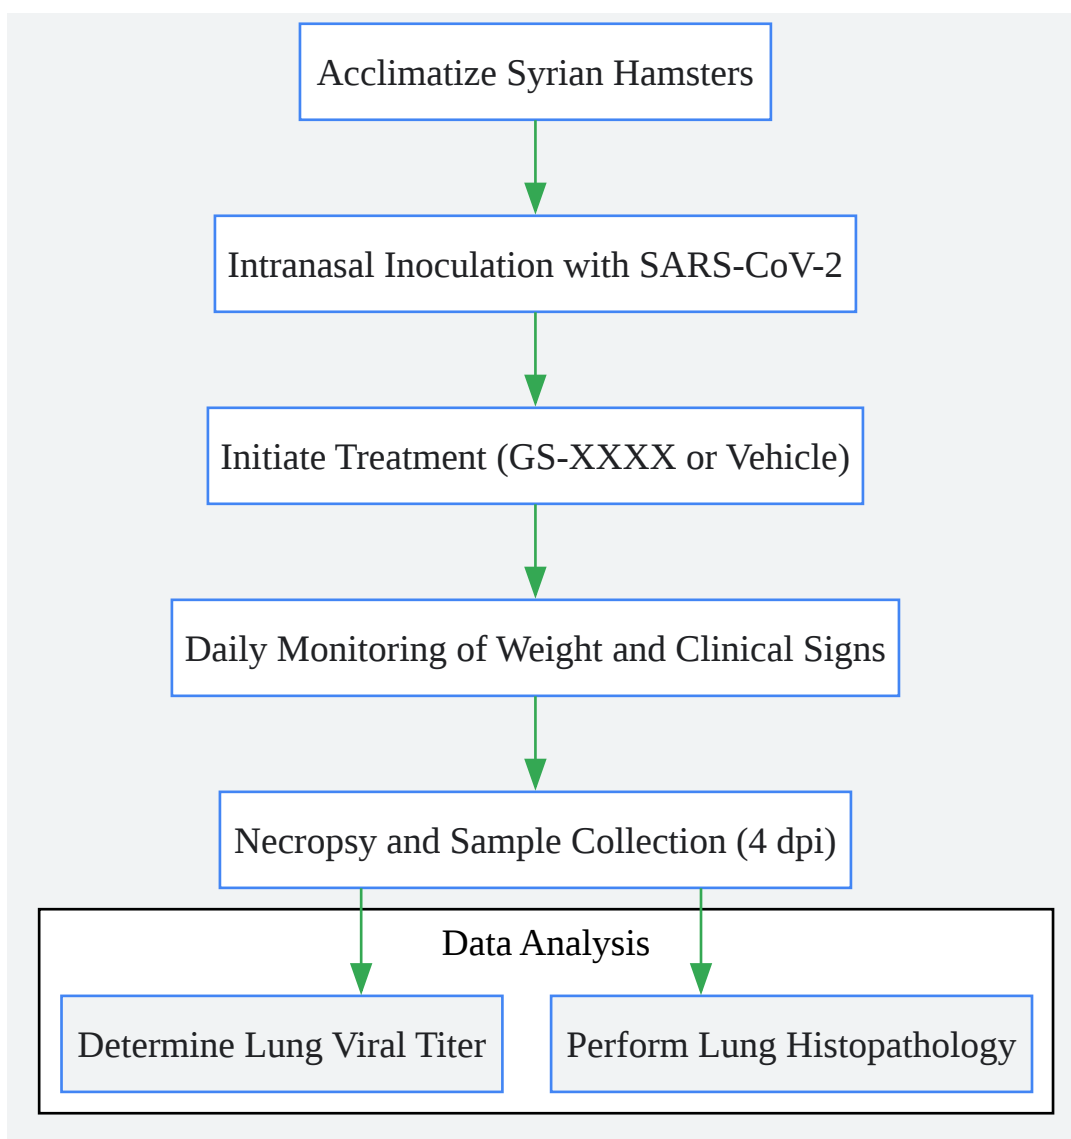 Acclimatize Syrian Hamsters
Intranasal Inoculation with SARS-CoV-2
Initiate Treatment (GS-XXXX or Vehicle)
Daily Monitoring of Weight and Clinical Signs
Necropsy and Sample Collection (4 dpi)
Data Analysis
Determine Lung Viral Titer
Perform Lung Histopathology